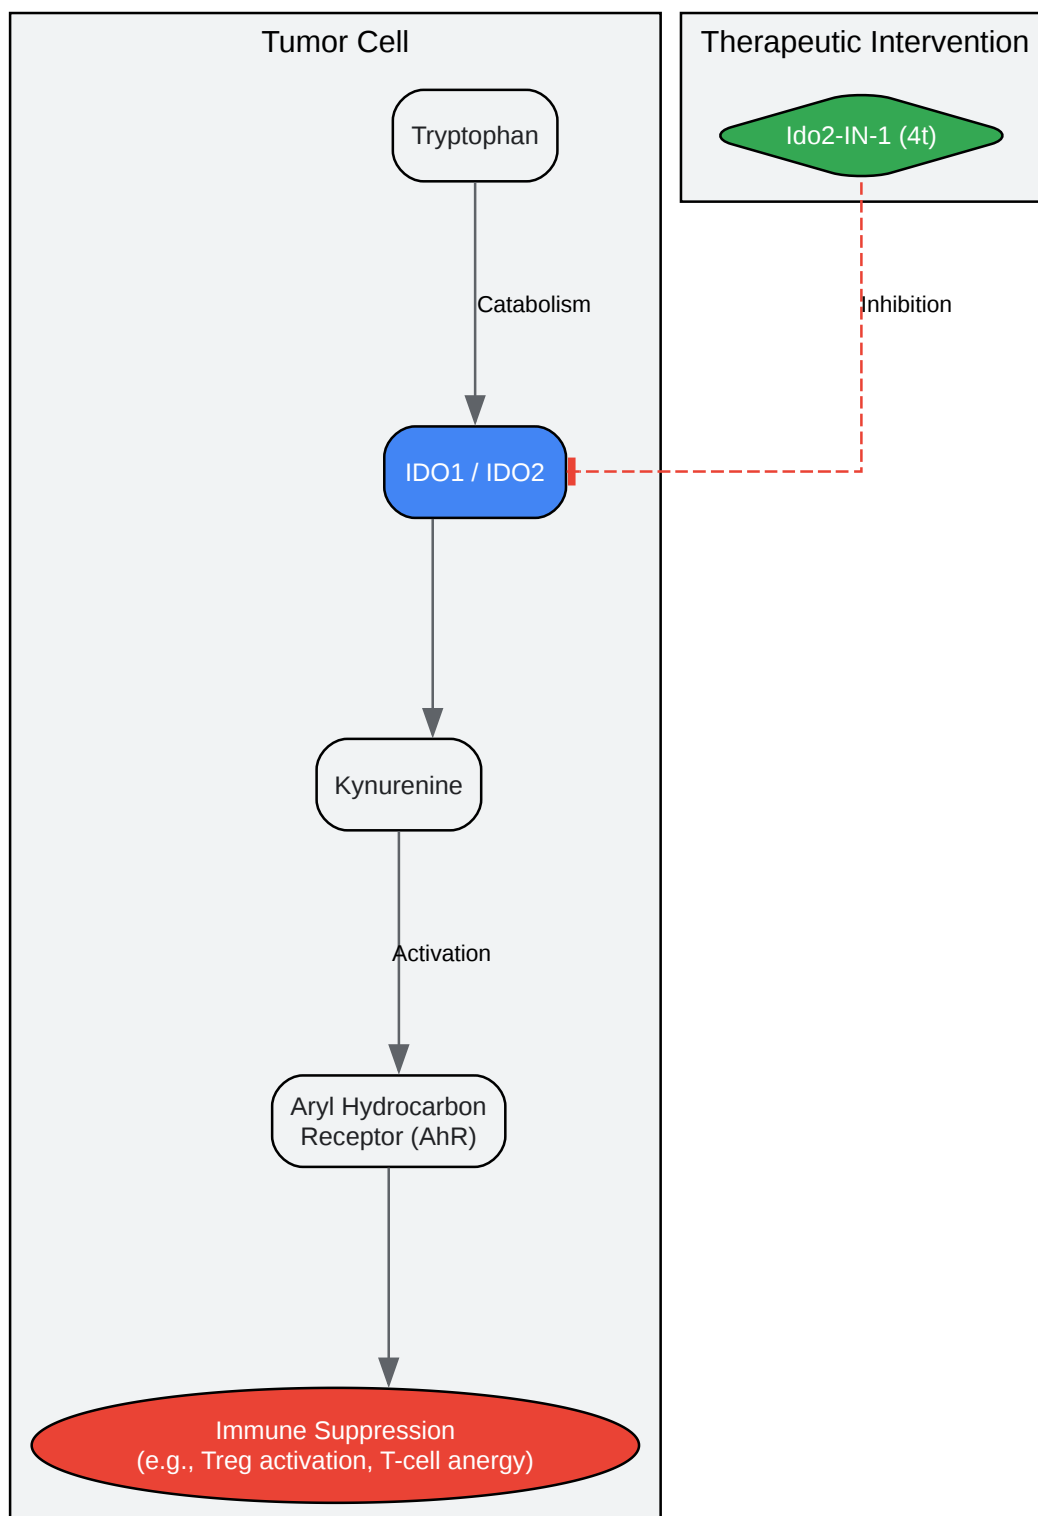 Tumor Cell
Therapeutic Intervention
Tryptophan
Ido2-IN-1 (4t)
Catabolism
Inhibition
IDO1 / IDO2
Kynurenine
Activation
Aryl Hydrocarbon
Receptor (AhR)
Immune Suppression
(e.g., Treg activation, T-cell anergy)